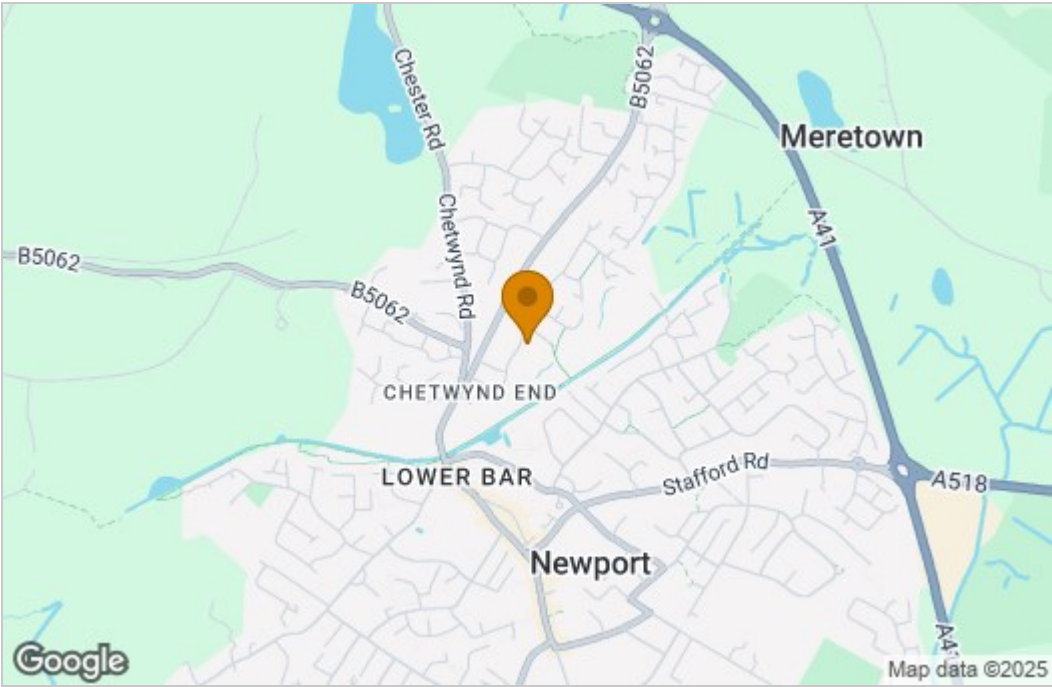 Chester Rd
B5062
Meretown
Chetwynd Rd
A41
B5062
B5062
CHETWYND END
LOWER BAR
Stafford Rd
A518
Newport
A41
Google
Map data ©2025